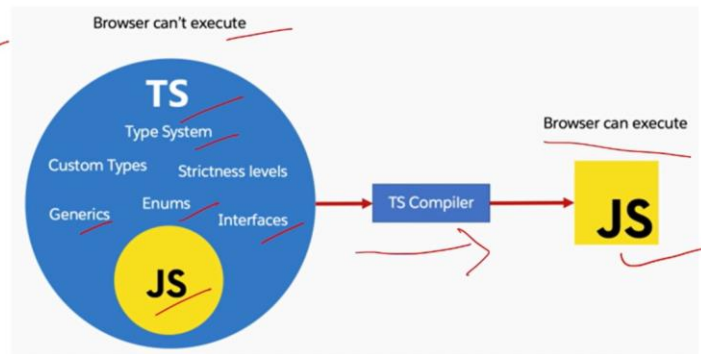 Browser can't execute
TS
Type System
Custom Types
Strictness levels
Generics
Enums
Interfaces
JS
TS Compiler
Browser can execute
JS